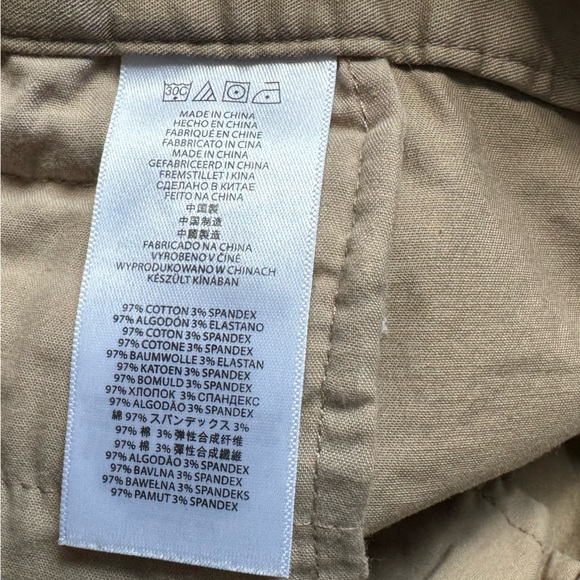 30C
MADE IN CHINA
HECHO EN CHINA
FABRIQUÉ EN CHINE
FABBRICATO IN CINA
MADE IN CHINA
GEFABRICEERD IN CHINA
FREMSTILLET I KINA
СДЕЛАНО В КИТАЕ
FEITO NA CHINA
中国製
中国制造
中國製造
FABRICADO NA CHINA
VYROBENO V ČÍNĚ
WYPRODUKOWANO W CHINACH
KÉSZÜLT KÍNÁBAN
97% COTTON 3% SPANDEX
97% ALGODÓN 3% ELASTANO
97% COTON 3% SPANDEX
97% COTONE 3% SPANDEX
97% BAUMWOLLE 3% ELASTAN
97% KATOEN 3% SPANDEX
97% BOMULD 3% SPANDEX
97% ХЛОПОК 3% СПАНДЕКС
97% ALGODÃO 3% SPANDEX
綿 97% スパンデックス 3%
97% 棉 3% 弹性合成纤维
97% 棉 3% 彈性合成纖維
97% ALGODÃO 3% SPANDEX
97% BAVLNA 3% SPANDEX
97% BAWEŁNA 3% SPANDEKS
97% PAMUT 3% SPANDEX